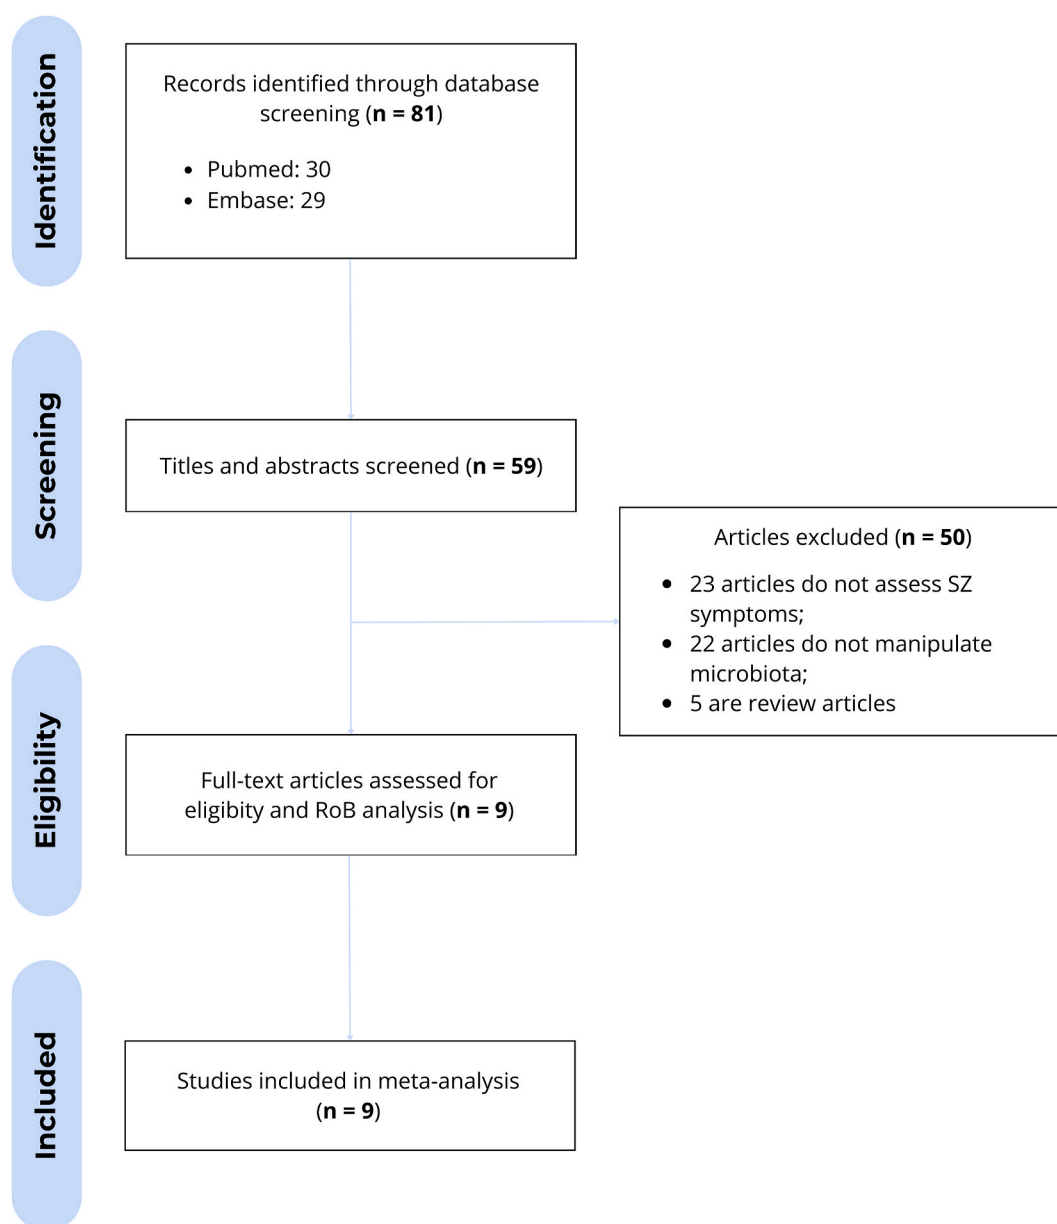 Identification
Records identified through database
screening (n = 81)
• Pubmed: 30
• Embase: 29
Screening
Titles and abstracts screened (n = 59)
Articles excluded (n = 50)
• 23 articles do not assess SZ
symptoms;
• 22 articles do not manipulate
microbiota;
• 5 are review articles
Eligibility
Full-text articles assessed for
eligibity and RoB analysis (n = 9)
Included
Studies included in meta-analysis
(n = 9)